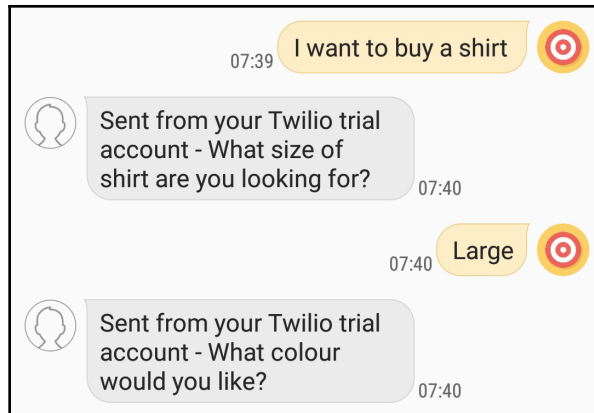 I want to buy a shirt
07:39
Sent from your Twilio trial
account - What size of
shirt are you looking for?
07:40
Large
07:40
Sent from your Twilio trial
account - What colour
would you like?
07:40